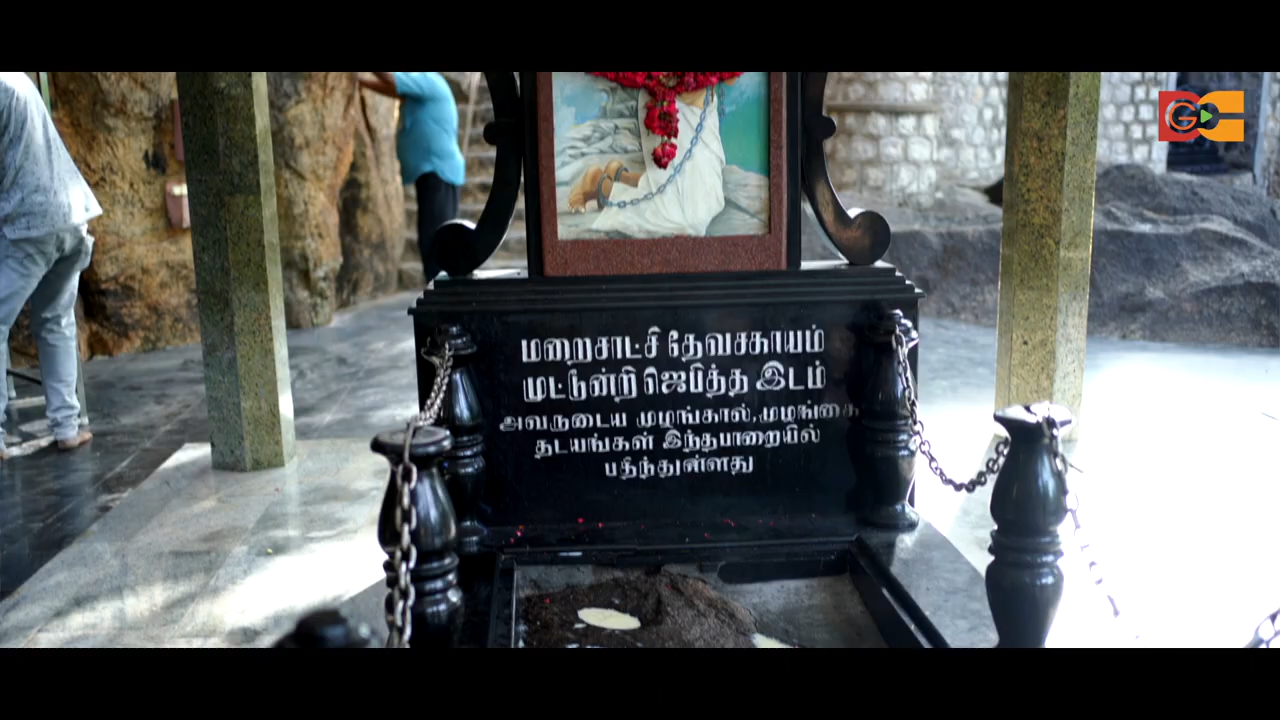 மறைசாட்சி தேவசகாயம்
முட்டூன்றி ஜெபித்த இடம்
அவருடைய முழங்கால்,முழங்கை
தடயங்கள் இந்தபாறையில்
பதிந்துள்ளது